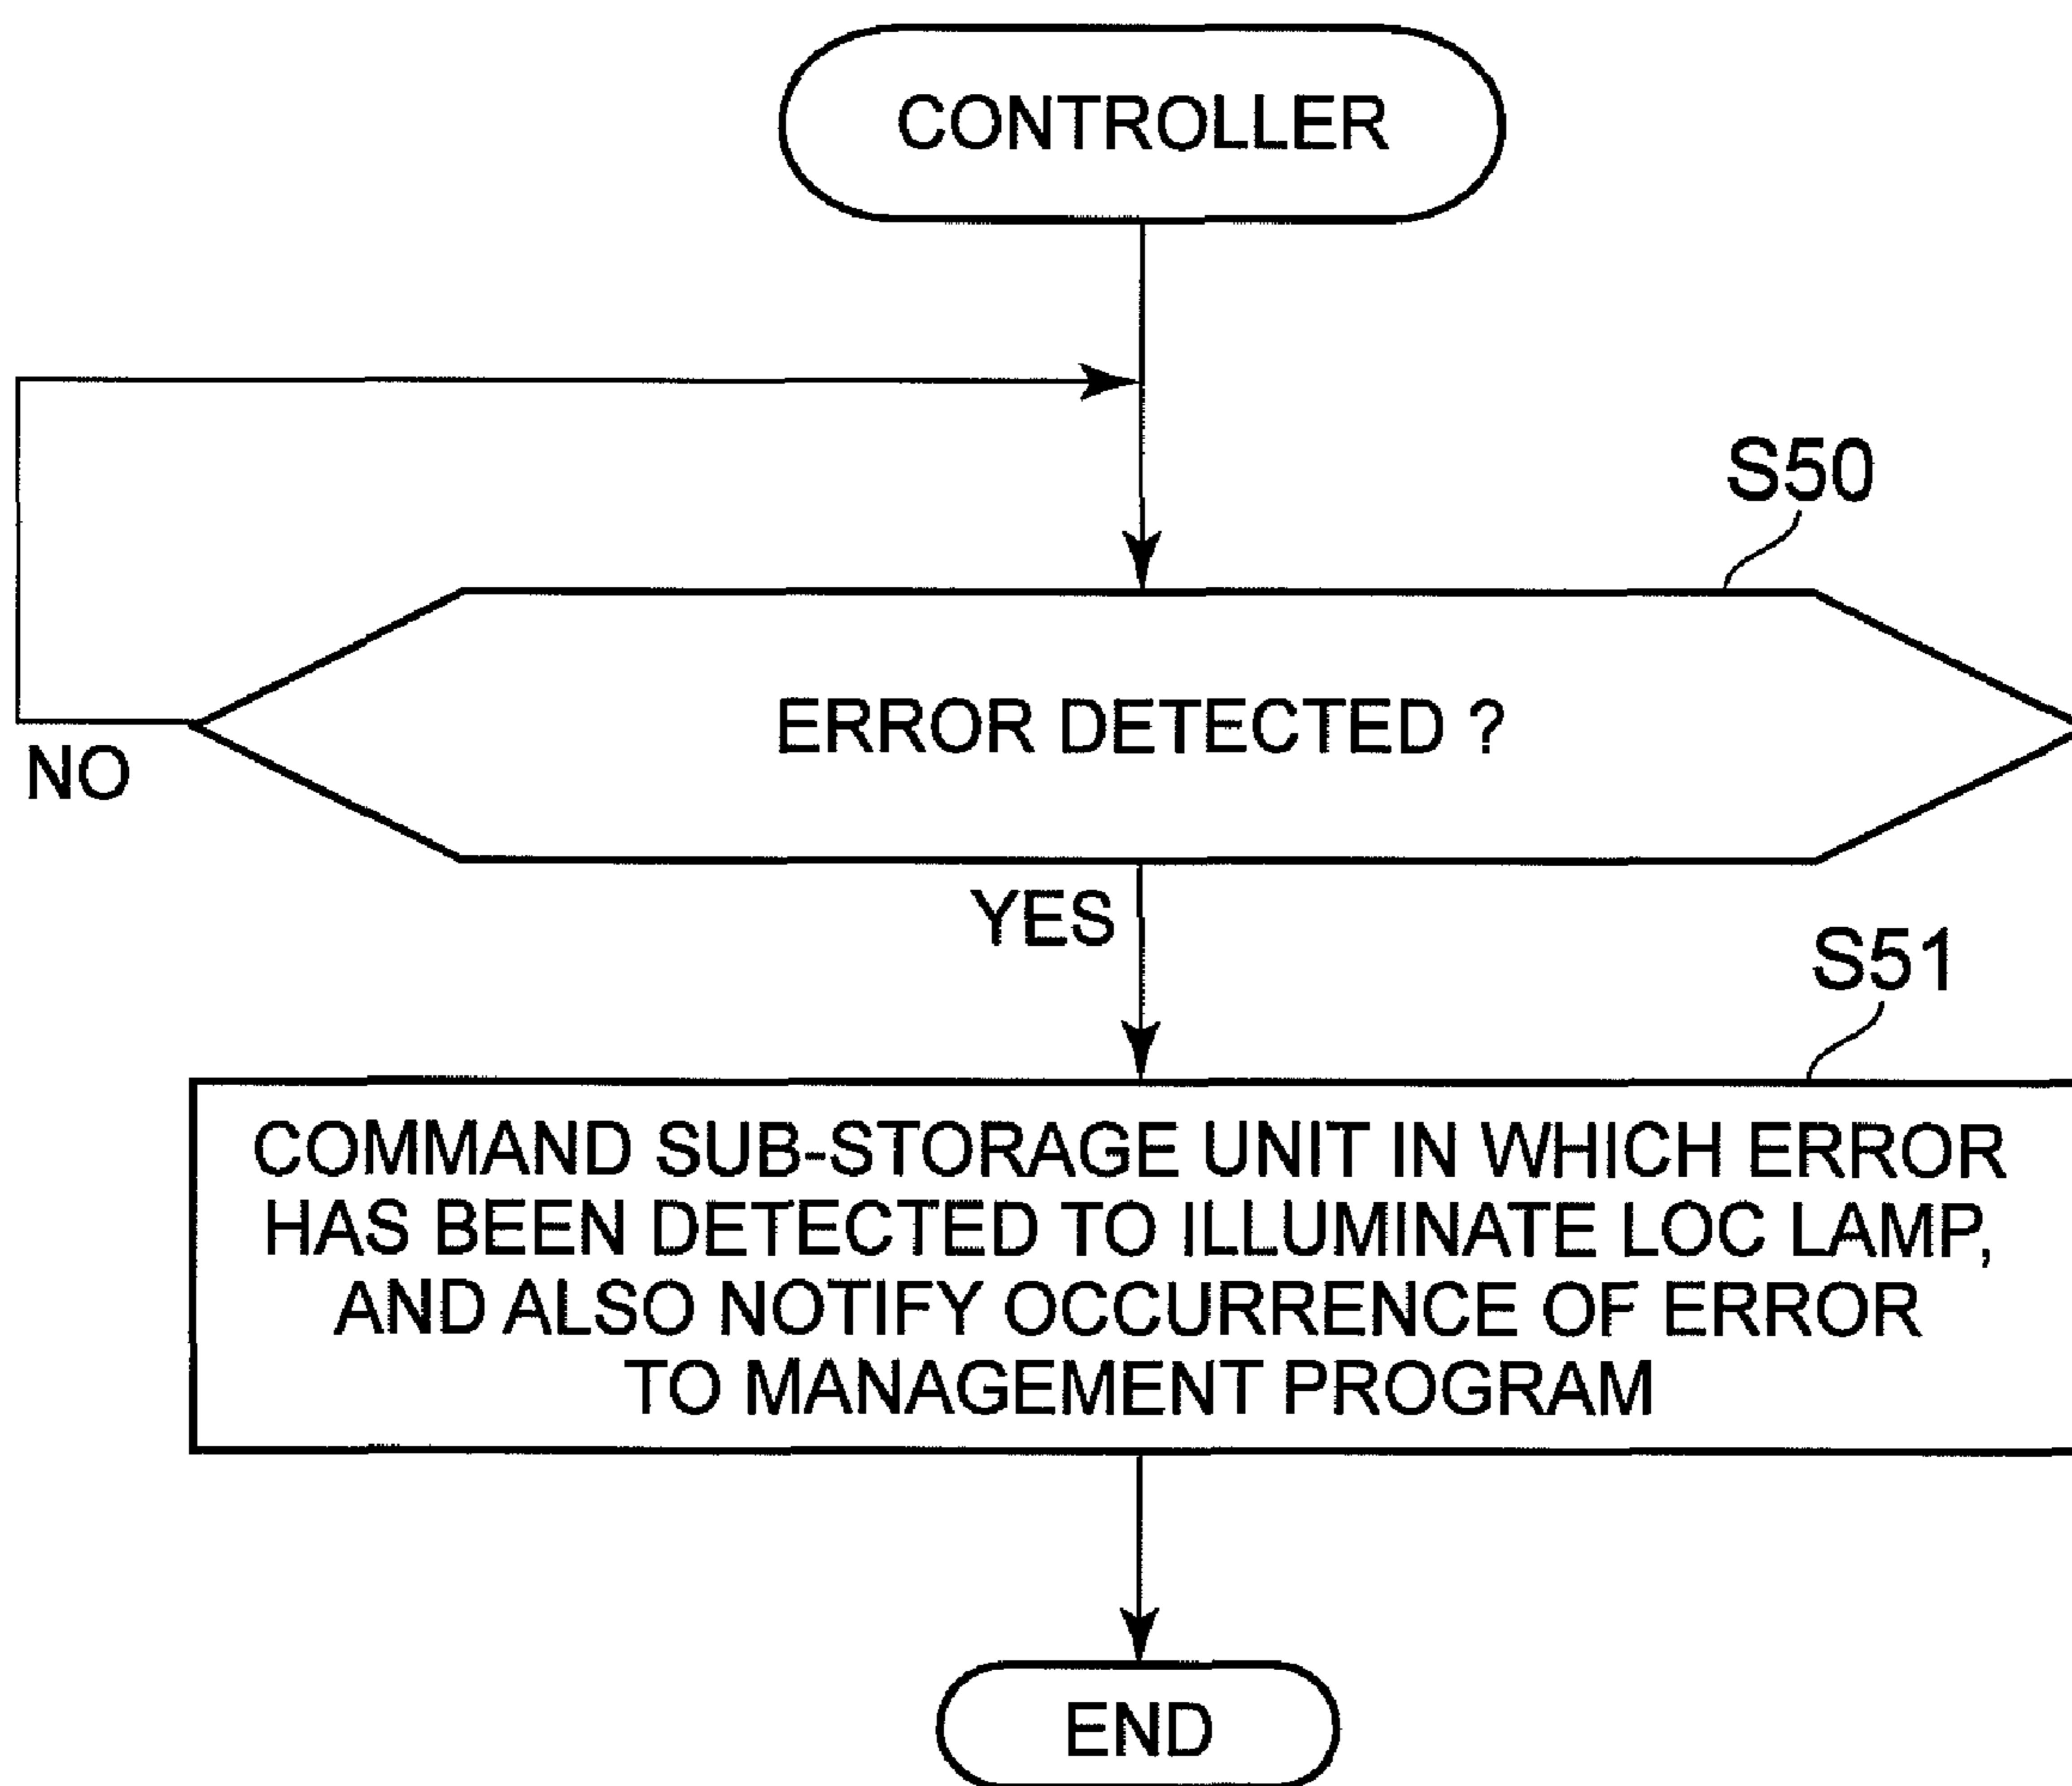 CONTROLLER
S50
ERROR DETECTED ?
NO
YES
S51
COMMAND SUB-STORAGE UNIT IN WHICH ERROR
HAS BEEN DETECTED TO ILLUMINATE LOC LAMP,
AND ALSO NOTIFY OCCURRENCE OF ERROR
TO MANAGEMENT PROGRAM
END